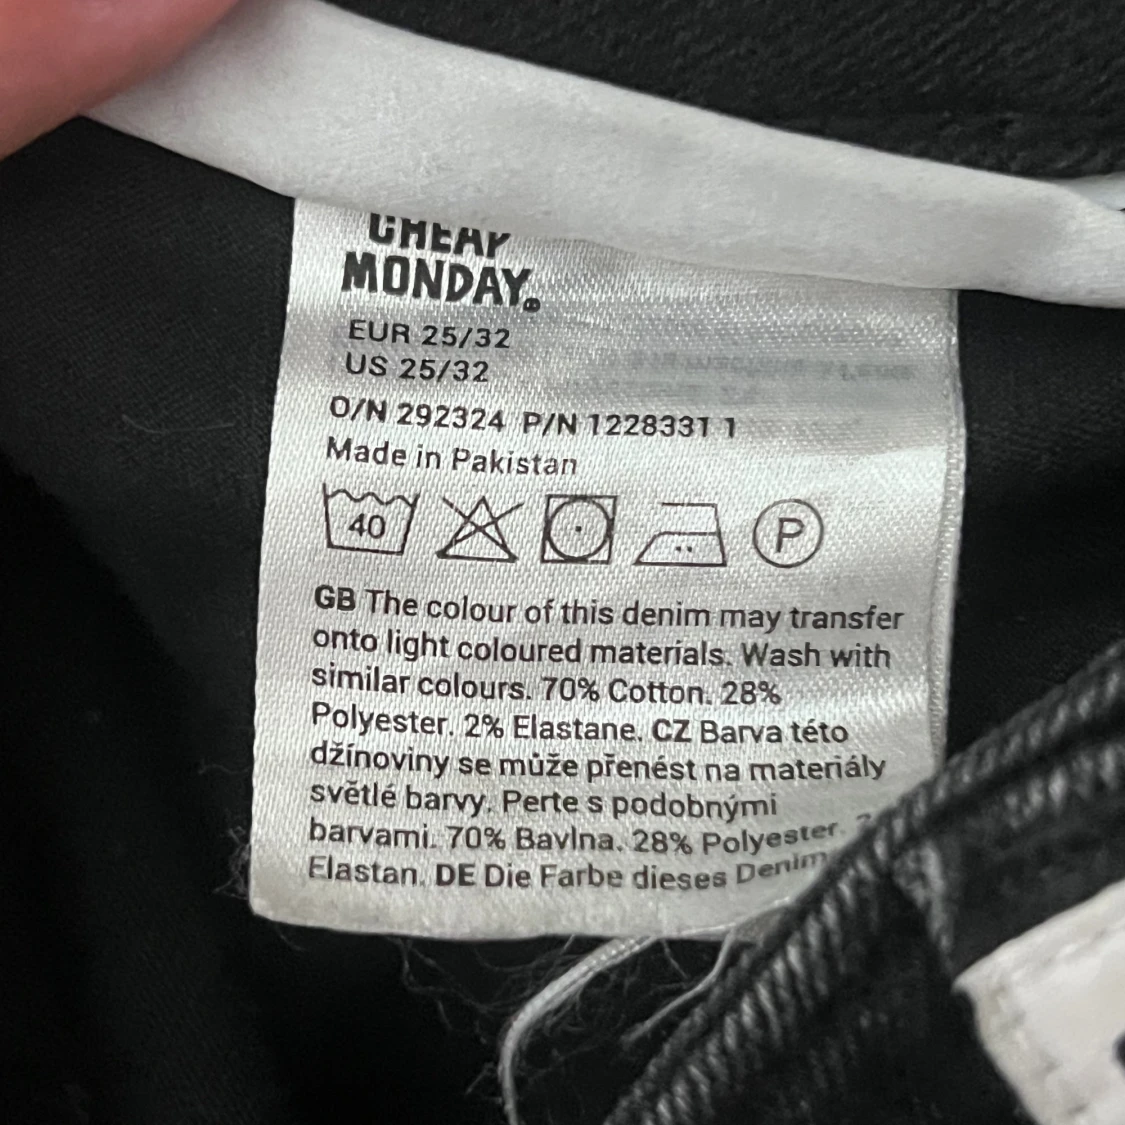 CHEAP
MONDAY
EUR 25/32
US 25/32
O/N 292324 P/N 1228331 1
Made in Pakistan
40 P
GB The colour of this denim may transfer
onto light coloured materials. Wash with
similar colours. 70% Cotton. 28%
Polyester. 2% Elastane. CZ Barva této
džínoviny se může přenést na materiály
světlé barvy. Perte s podobnými
barvami. 70% Bavlna. 28% Polyester.
Elastan. DE Die Farbe dieses Denim